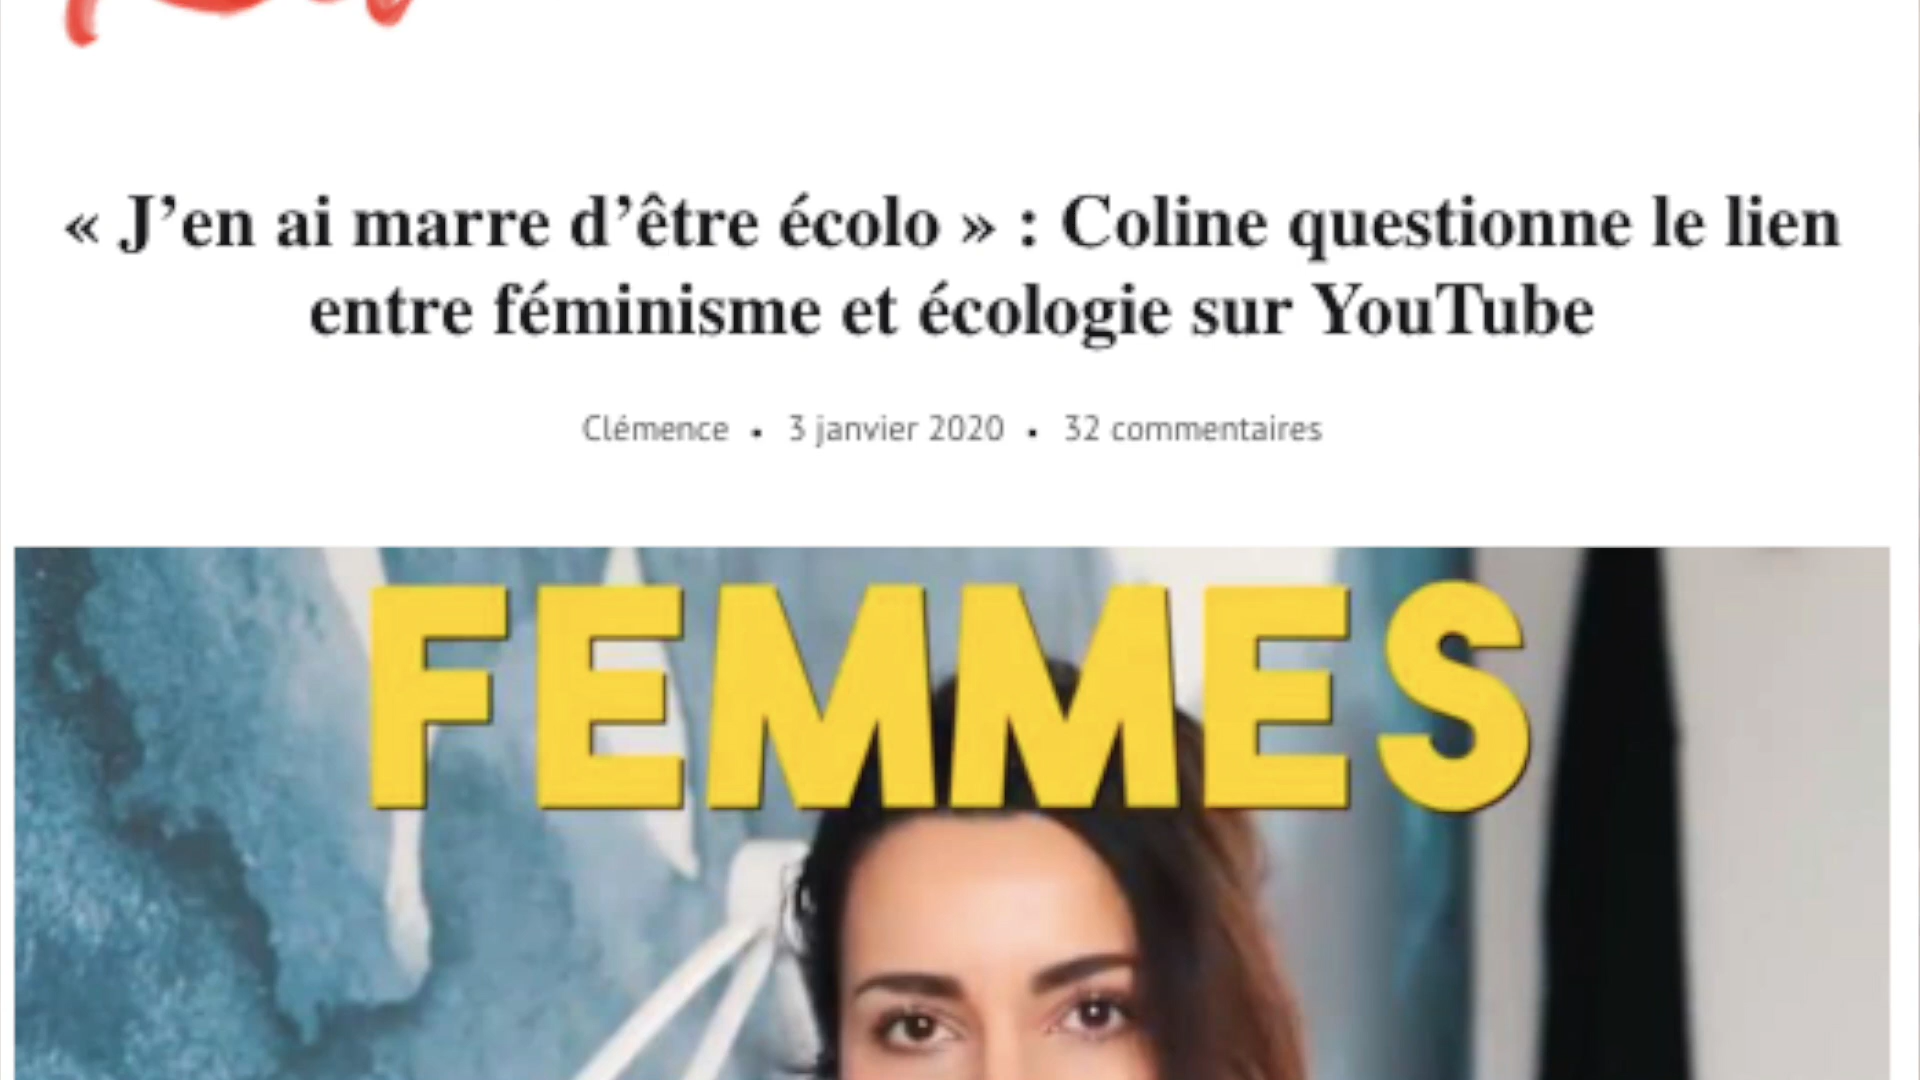 « J’en ai marre d’être écolo » : Coline questionne le lien
entre féminisme et écologie sur YouTube
Clémence • 3 janvier 2020 • 32 commentaires
FEMMES